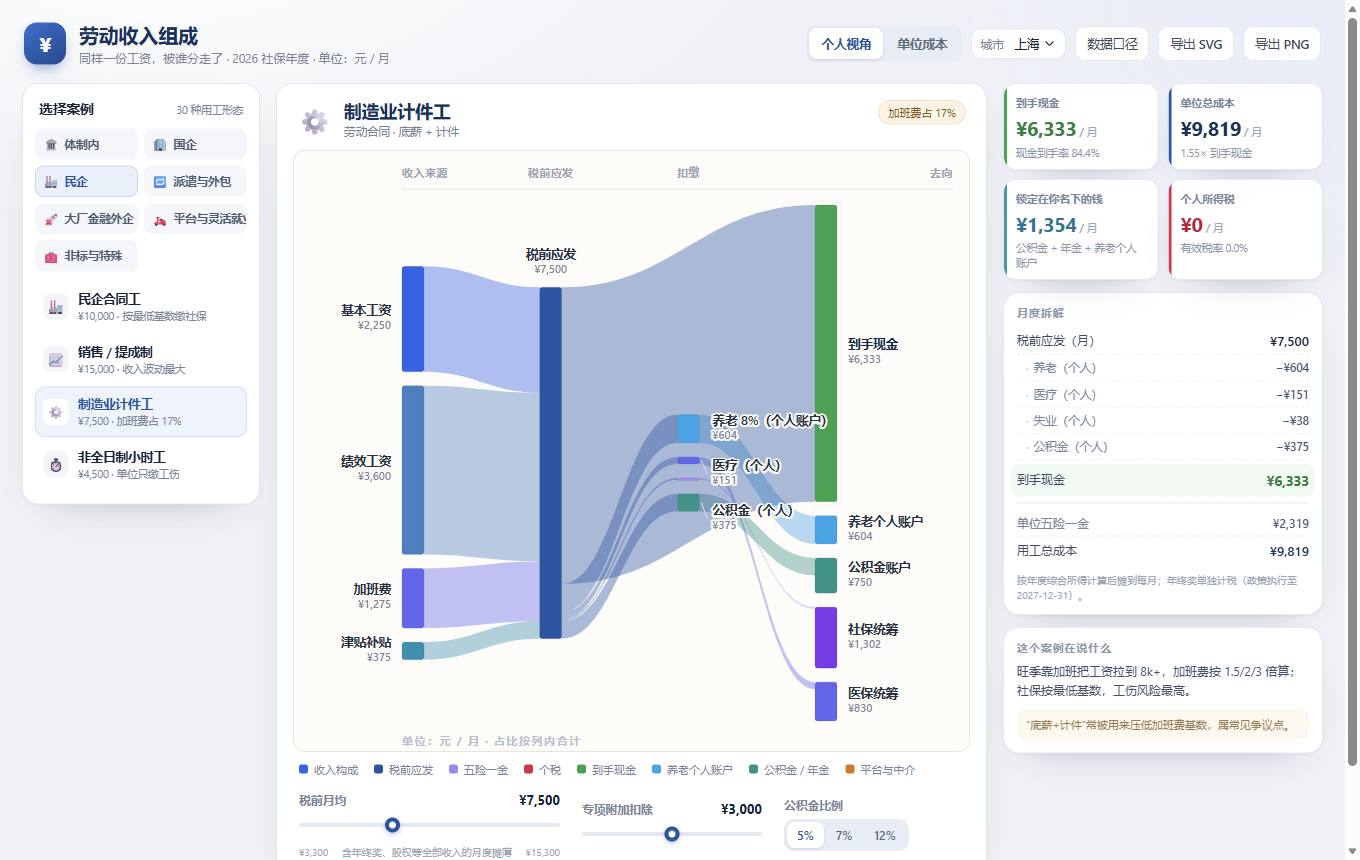 ¥
劳动收入组成
同样一份工资，被谁分走了 · 2026 社保年度 · 单位：元 / 月
个人视角
单位成本
城市
上海
数据口径
导出 SVG
导出 PNG
选择案例
30 种用工形态
体制内
国企
民企
派遣与外包
大厂金融外企
平台与灵活就业
非标与特殊
民企合同工
¥10,000 · 按最低基数缴社保
销售 / 提成制
¥15,000 · 收入波动最大
制造业计件工
¥7,500 · 加班费占 17%
非全日制小时工
¥4,500 · 单位只缴工伤
制造业计件工
劳动合同 · 底薪 + 计件
加班费占 17%
收入来源
税前应发
扣缴
去向
税前应发
¥7,500
基本工资
¥2,250
到手现金
¥6,333
养老 8%（个人账户）
¥604
绩效工资
¥3,600
医疗（个人）
¥151
公积金（个人）
¥375
养老个人账户
¥604
公积金账户
¥750
加班费
¥1,275
社保统筹
¥1,302
津贴补贴
¥375
医保统筹
¥830
单位：元 / 月 · 占比按列内合计
收入构成
税前应发
五险一金
个税
到手现金
养老个人账户
公积金 / 年金
平台与中介
税前月均
¥7,500
¥3,300
含年终奖、股权等全部收入的月度摊薄
¥15,300
专项附加扣除
¥3,000
公积金比例
5%
7%
12%
到手现金
¥6,333 / 月
现金到手率 84.4%
单位总成本
¥9,819 / 月
1.55× 到手现金
锁定在你名下的钱
¥1,354 / 月
公积金 + 年金 + 养老个人
账户
个人所得税
¥0 / 月
有效税率 0.0%
月度拆解
税前应发（月）
¥7,500
· 养老（个人）
−¥604
· 医疗（个人）
−¥151
· 失业（个人）
−¥38
· 公积金（个人）
−¥375
到手现金
¥6,333
单位五险一金
¥2,319
用工总成本
¥9,819
按年度综合所得计算后摊到每月；年终奖单独计税（政策执行至
2027-12-31）。
这个案例在说什么
旺季靠加班把工资拉到 8k+，加班费按 1.5/2/3 倍算；
社保按最低基数，工伤风险最高。
“底薪+计件”常被用来压低加班费基数，属常见争议点。